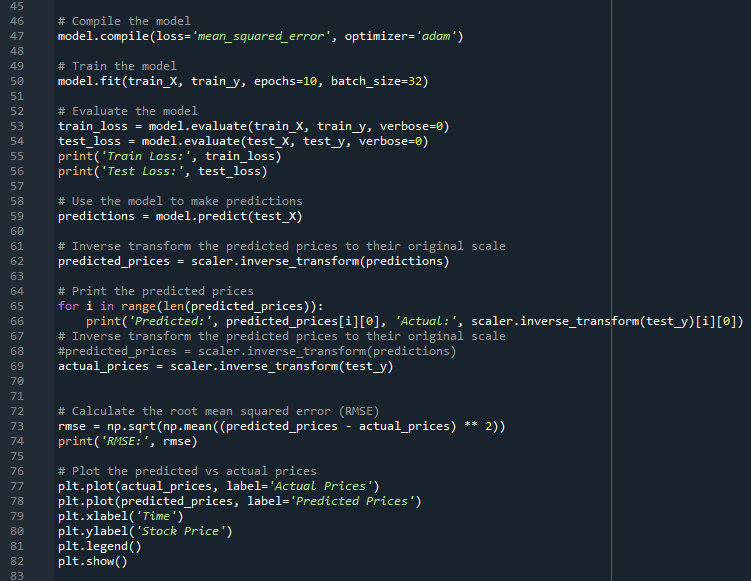 45
46 # Compile the model
47 model.compile(loss='mean_squared_error', optimizer='adam')
48
49 # Train the model
50 model.fit(train_X, train_y, epochs=10, batch_size=32)
51
52 # Evaluate the model
53 train_loss = model.evaluate(train_X, train_y, verbose=0)
54 test_loss = model.evaluate(test_X, test_y, verbose=0)
55 print('Train Loss:', train_loss)
56 print('Test Loss:', test_loss)
57
58 # Use the model to make predictions
59 predictions = model.predict(test_X)
60
61 # Inverse transform the predicted prices to their original scale
62 predicted_prices = scaler.inverse_transform(predictions)
63
64 # Print the predicted prices
65 for i in range(len(predicted_prices)):
66     print('Predicted:', predicted_prices[i][0], 'Actual:', scaler.inverse_transform(test_y)[i][0])
67 # Inverse transform the predicted prices to their original scale
68 #predicted_prices = scaler.inverse_transform(predictions)
69 actual_prices = scaler.inverse_transform(test_y)
70
71
72 # Calculate the root mean squared error (RMSE)
73 rmse = np.sqrt(np.mean((predicted_prices - actual_prices) ** 2))
74 print('RMSE:', rmse)
75
76 # Plot the predicted vs actual prices
77 plt.plot(actual_prices, label='Actual Prices')
78 plt.plot(predicted_prices, label='Predicted Prices')
79 plt.xlabel('Time')
80 plt.ylabel('Stock Price')
81 plt.legend()
82 plt.show()
83